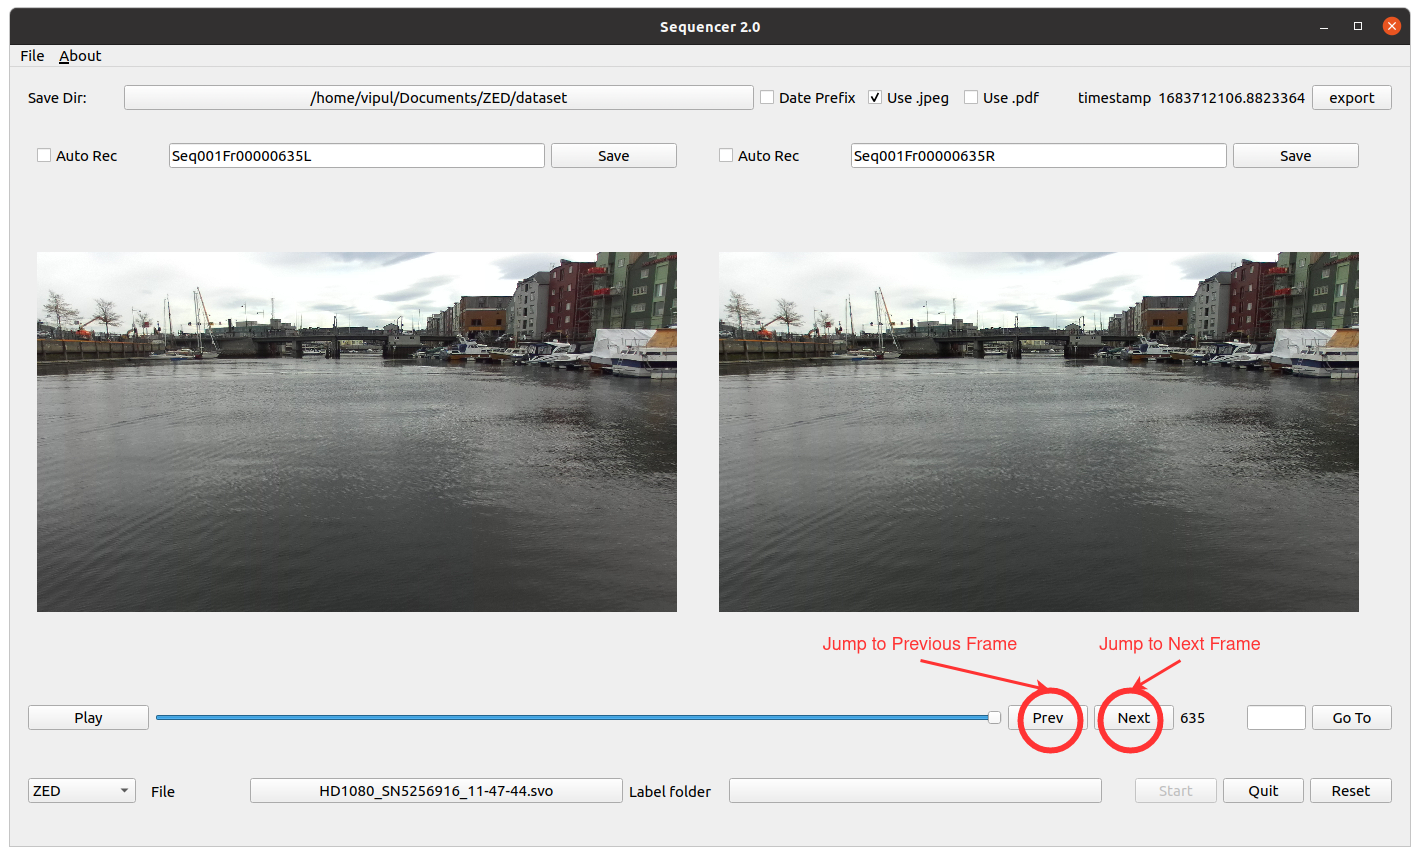 Sequencer 2.0
File About
Save Dir: /home/vipul/Documents/ZED/dataset Date Prefix Use .jpeg Use .pdf timestamp 1683712106.8823364 export
Auto Rec Seq001Fr00000635L Save Auto Rec Seq001Fr00000635R Save
Jump to Previous Frame Jump to Next Frame
Play Prev Next 635 Go To
ZED File HD1080_SN5256916_11-47-44.svo Label folder Start Quit Reset